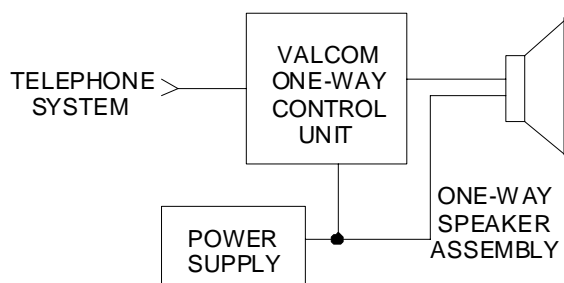 TELEPHONE
SYSTEM
VALCOM
ONE-WAY
CONTROL
UNIT
POWER
SUPPLY
ONE-WAY
SPEAKER
ASSEMBLY